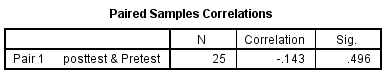 Paired Samples Correlations
N Correlation Sig.
Pair 1 posttest & Pretest 25 -.143 .496